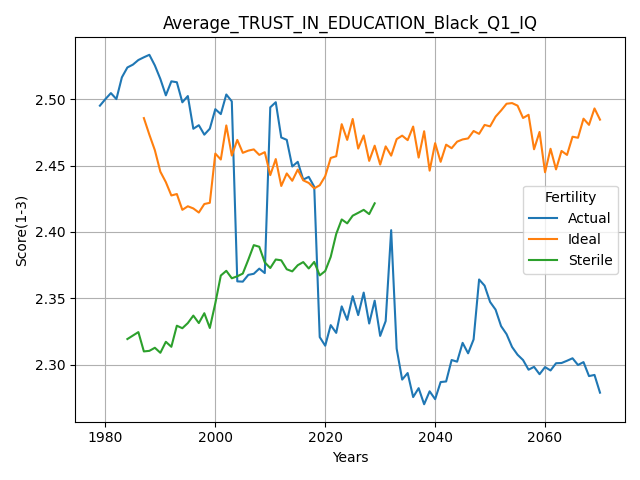 Average_TRUST_IN_EDUCATION_Black_Q1_IQ
Score(1-3)
2.50
2.45
2.40
2.35
2.30
Fertility
Actual
Ideal
Sterile
1980 2000 2020 2040 2060
Years